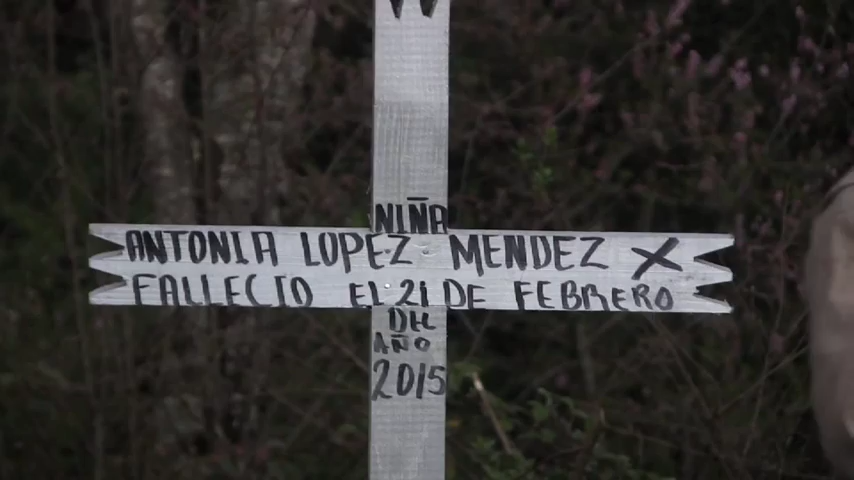 NIÑA
ANTONIA LOPEZ MENDEZ X
FALLECIO EL 21 DE FEBRERO
DEL
AÑO
2015